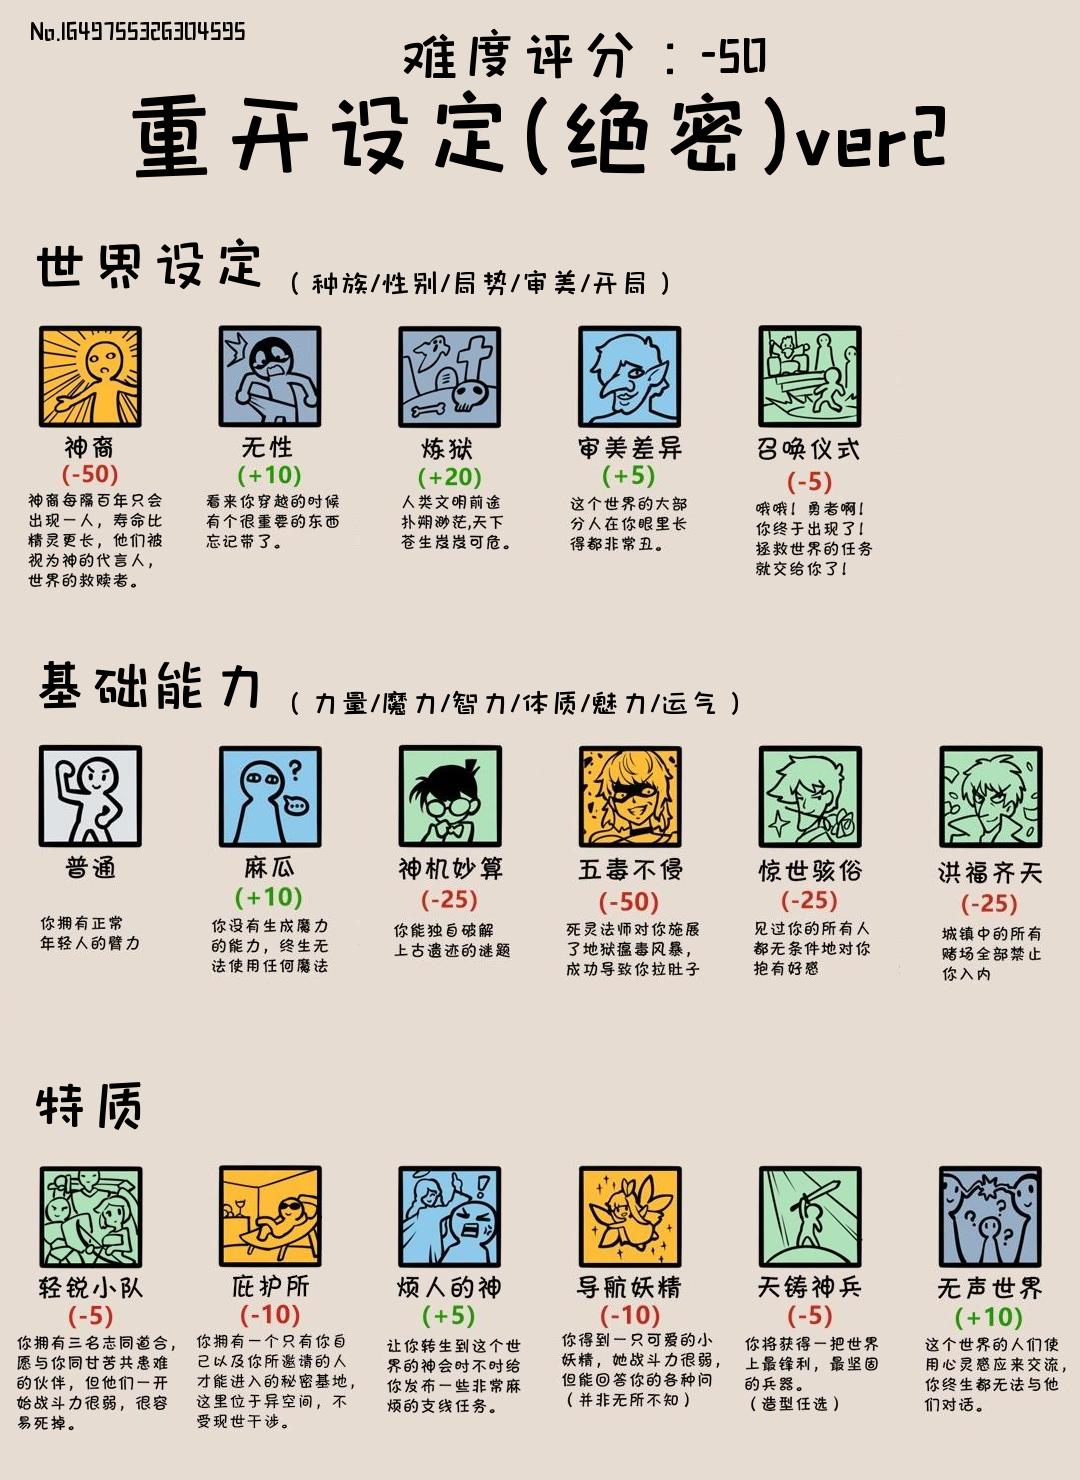 No.1649755326304595
难度评分：-50
重开设定(绝密)ver2
世界设定（种族/性别/局势/审美/开局）
神裔
(-50)
神裔每隔百年只会
出现一人，寿命比
精灵更长，他们被
视为神的代言人，
世界的救赎者。
无性
(+10)
看来你穿越的时候
有个很重要的东西
忘记带了。
炼狱
(+20)
人类文明前途
扑朔渺茫,天下
苍生岌岌可危。
审美差异
(+5)
这个世界的大部
分人在你眼里长
得都非常丑。
召唤仪式
(-5)
哦哦！勇者啊！
你终于出现了！
拯救世界的任务
就交给你了！
基础能力（力量/魔力/智力/体质/魅力/运气）
普通
你拥有正常
年轻人的臂力
麻瓜
(+10)
你没有生成魔力
的能力，终生无
法使用任何魔法
神机妙算
(-25)
你能独自破解
上古遗迹的谜题
五毒不侵
(-50)
死灵法师对你施展
了地狱瘟毒风暴，
成功导致你拉肚子
惊世骇俗
(-25)
见过你的所有人
都无条件地对你
抱有好感
洪福齐天
(-25)
城镇中的所有
赌场全部禁止
你入内
特质
轻锐小队
(-5)
你拥有三名志同道合，
愿与你同甘苦共患难
的伙伴，但他们一开
始战斗力很弱，很容
易死掉。
庇护所
(-10)
你拥有一个只有你自
己以及你所邀请的人
才能进入的秘密基地，
这里位于异空间，不
受现世干涉。
烦人的神
(+5)
让你转生到这个世
界的神会时不时给
你发布一些非常麻
烦的支线任务。
导航妖精
(-10)
你得到一只可爱的小
妖精，她战斗力很弱，
但能回答你的各种问
（并非无所不知）
天铸神兵
(-5)
你将获得一把世界
上最锋利，最坚固
的兵器。
（造型任选）
无声世界
(+10)
这个世界的人们使
用心灵感应来交流，
你终生都无法与他
们对话。